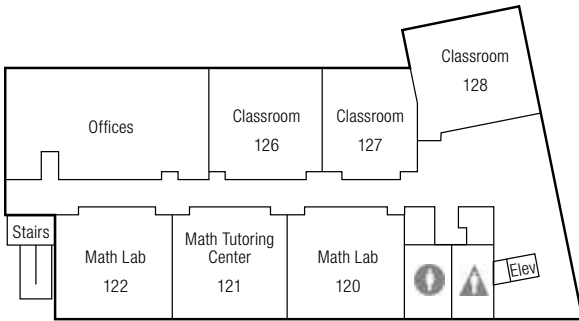 Classroom
128
Offices
Classroom
126
Classroom
127
Stairs
Math Lab
122
Math Tutoring
Center
121
Math Lab
120
Elev